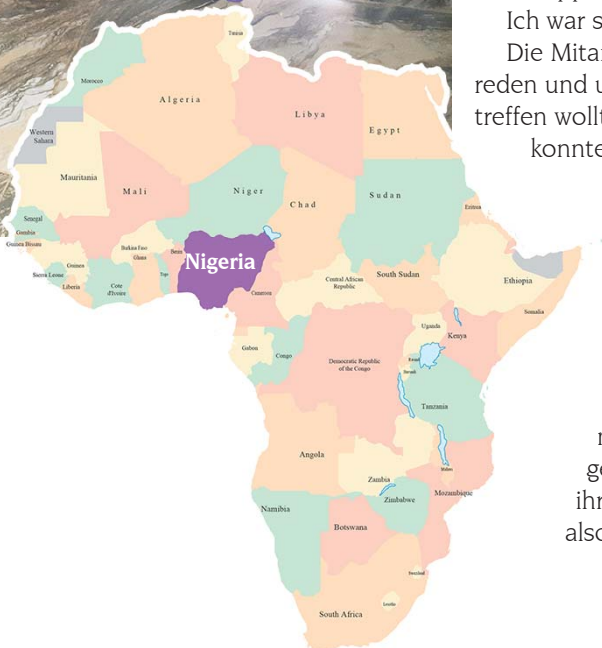 Ich war s
Die Mitar
reden und u
treffen wollt
konnte
Tunisia
Morocco
Algeria
Libya
Egypt
Western
Sahara
Mauritania
Mali
Niger
Chad
Sudan
Eritrea
Senegal
Gambia
Guinea Bissau
Guinea
Sierra Leone
Liberia
Cote
d'Ivoire
Burkina Faso
Ghana
Togo
Benin
Nigeria
Cameroon
Central African
Republic
South Sudan
Ethiopia
Somalia
Uganda
Kenya
Gabon
Congo
Democratic Republic
of the Congo
Rwanda
Burundi
Tanzania
Angola
Zambia
Malawi
Mozambique
Zimbabwe
Namibia
Botswana
Swaziland
Lesotho
South Africa
ge
ihr
also